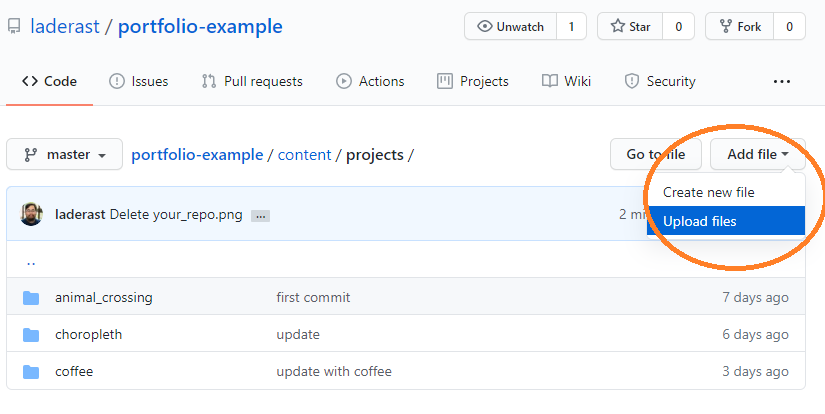 laderast / portfolio-example Unwatch 1 Star 0 Fork 0
Code Issues Pull requests Actions Projects Wiki Security ...
master portfolio-example / content / projects / Go to file Add file
Create new file
laderast Delete your_repo.png ... 2 mi
Upload files
..
animal_crossing first commit 7 days ago
choropleth update 6 days ago
coffee update with coffee 3 days ago